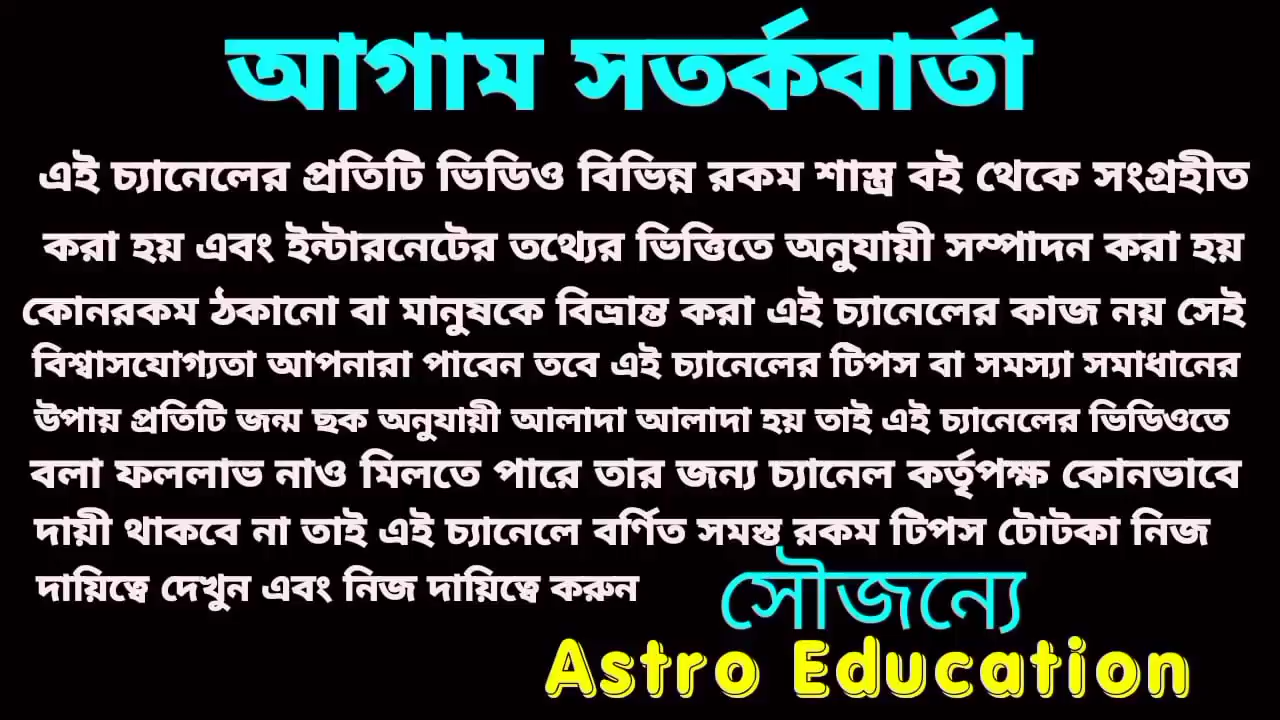 আগাম সতর্কবার্তা
এই চ্যানেলের প্রতিটি ভিডিও বিভিন্ন রকম শাস্ত্র বই থেকে সংগ্রহীত
করা হয় এবং ইন্টারনেটের তথ্যের ভিত্তিতে অনুযায়ী সম্পাদন করা হয়
কোনরকম ঠকানো বা মানুষকে বিভ্রান্ত করা এই চ্যানেলের কাজ নয় সেই
বিশ্বাসযোগ্যতা আপনারা পাবেন তবে এই চ্যানেলের টিপস বা সমস্যা সমাধানের
উপায় প্রতিটি জন্ম ছক অনুযায়ী আলাদা আলাদা হয় তাই এই চ্যানেলের ভিডিওতে
বলা ফললাভ নাও মিলতে পারে তার জন্য চ্যানেল কর্তৃপক্ষ কোনভাবে
দায়ী থাকবে না তাই এই চ্যানেলে বর্ণিত সমস্ত রকম টিপস টোটকা নিজ
দায়িত্বে দেখুন এবং নিজ দায়িত্বে করুন
সৌজন্যে
Astro Education